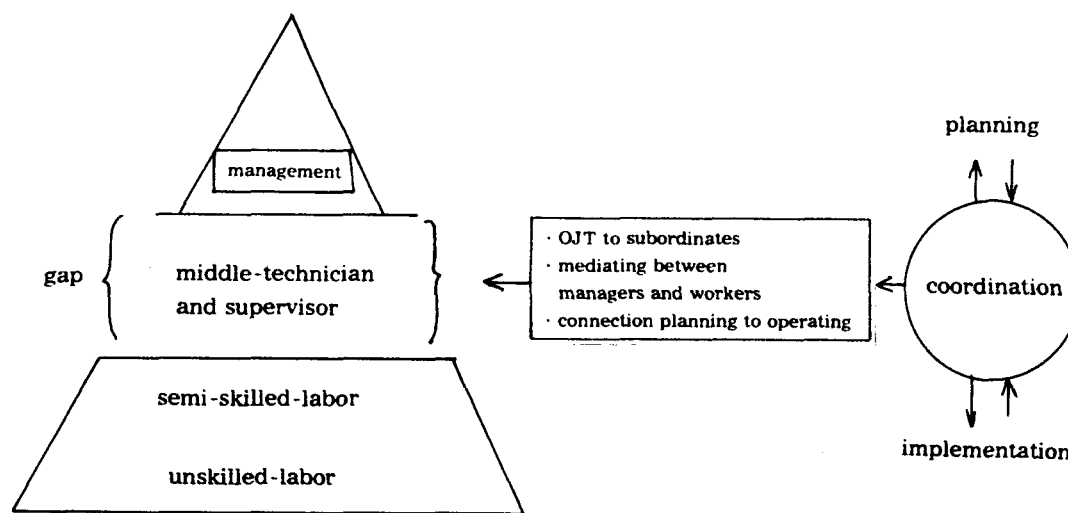 management
gap
middle-technician
and supervisor
semi-skilled-labor
unskilled-labor
· OJT to subordinates
· mediating between
managers and workers
· connection planning to operating
planning
coordination
implementation